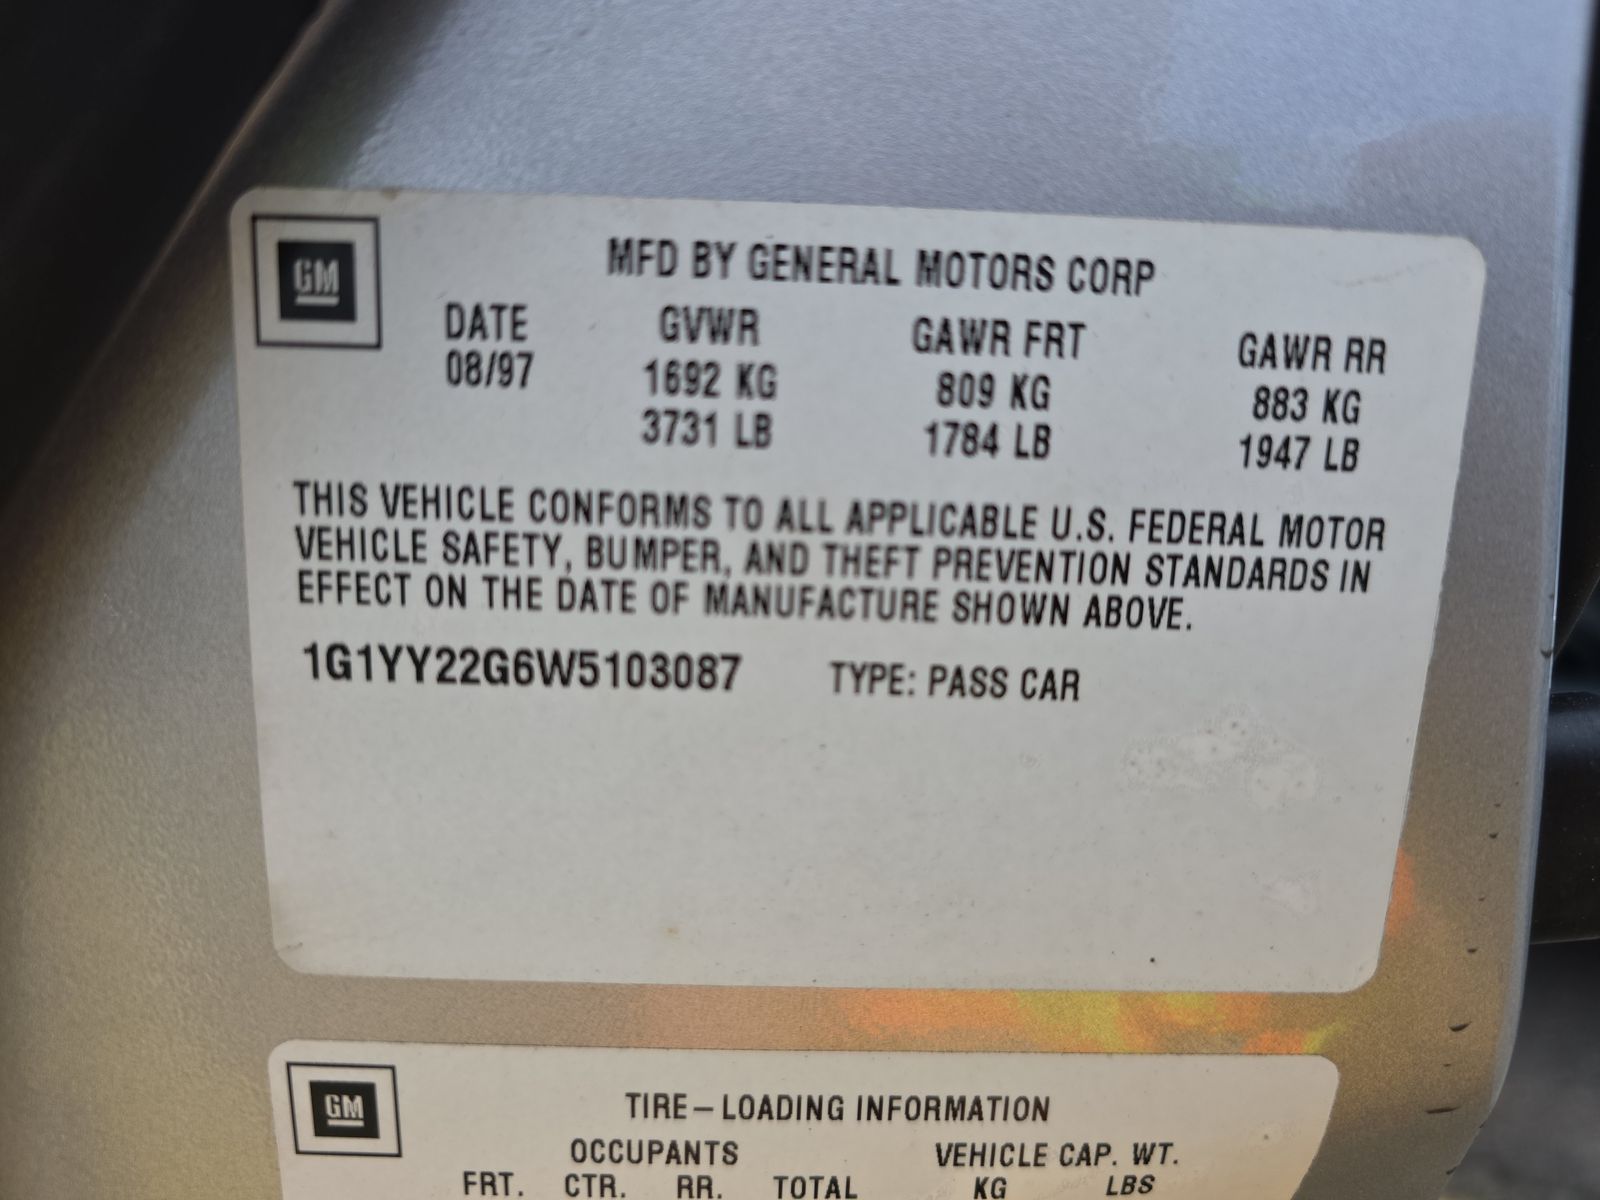 GM
MFD BY GENERAL MOTORS CORP
DATE GVWR GAWR FRT GAWR RR
08/97 1692 KG 809 KG 883 KG
3731 LB 1784 LB 1947 LB
THIS VEHICLE CONFORMS TO ALL APPLICABLE U.S. FEDERAL MOTOR
VEHICLE SAFETY, BUMPER, AND THEFT PREVENTION STANDARDS IN
EFFECT ON THE DATE OF MANUFACTURE SHOWN ABOVE.
1G1YY22G6W5103087 TYPE: PASS CAR
GM
TIRE–LOADING INFORMATION
OCCUPANTS VEHICLE CAP. WT.
FRT. CTR. RR. TOTAL KG LBS